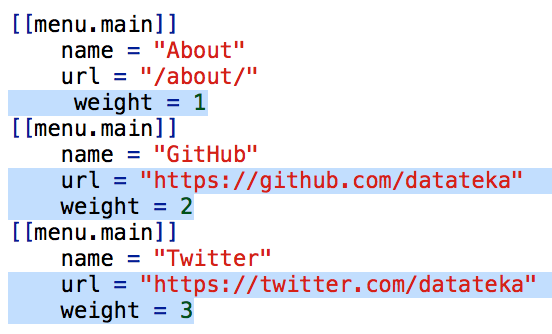 [[menu.main]]
    name = "About"
    url = "/about/"
     weight = 1
[[menu.main]]
    name = "GitHub"
    url = "https://github.com/datateka"
    weight = 2
[[menu.main]]
    name = "Twitter"
    url = "https://twitter.com/datateka"
    weight = 3